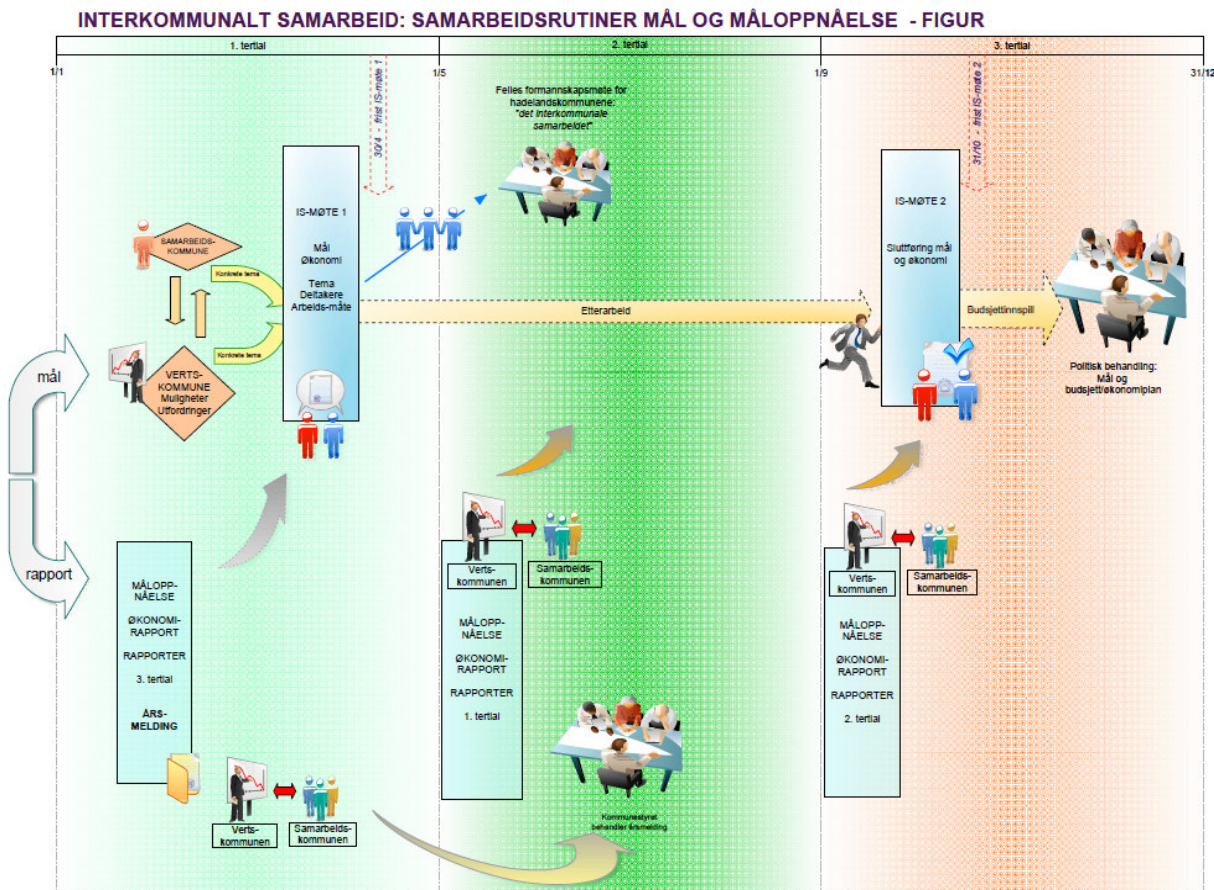 INTERKOMMUNALT SAMARBEID: SAMARBEIDSRUTINER MÅL OG MÅLOPPNÅELSE - FIGUR
1. tertial
2. tertial
3. tertial
1/1
1/5
1/9
31/12
30/4 - frist IS-møte 1
31/10 - frist IS-møte 2
Felles formannskapsmøte for
hadelandskommunene:
"det interkommunale
samarbeidet"
SAMARBEIDS-
KOMMUNE
Konkrete tema
Konkrete tema
VERTS-
KOMMUNE
Muligheter
Utfordringer
IS-MØTE 1
Mål
Økonomi
Tema
Deltakere
Arbeids-måte
Etterarbeid
IS-MØTE 2
Sluttføring mål
og økonomi
Budsjettinnspill
Politisk behandling:
Mål og
budsjett/økonomiplan
mål
rapport
MÅLOPP-
NÅELSE
ØKONOMI-
RAPPORT
RAPPORTER
3. tertial
ÅRS-
MELDING
Verts-
kommunen
Samarbeids-
kommunen
Verts-
kommunen
Samarbeids-
kommunen
MÅLOPP-
NÅELSE
ØKONOMI-
RAPPORT
RAPPORTER
1. tertial
Kommunestyret
behandler årsmelding
Verts-
kommunen
Samarbeids-
kommunen
MÅLOPP-
NÅELSE
ØKONOMI-
RAPPORT
RAPPORTER
2. tertial